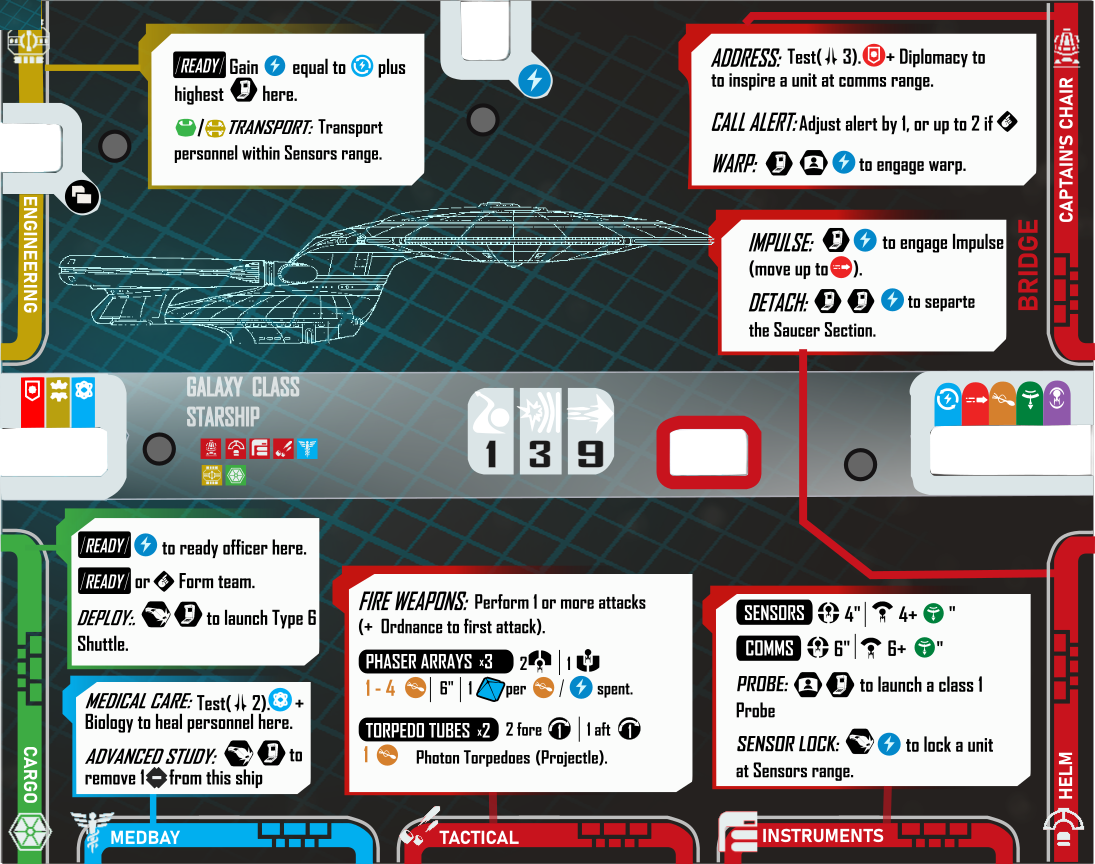 READY Gain equal to plus
highest here.
/ TRANSPORT: Transport
personnel within Sensors range.
ENGINEERING
ADDRESS: Test( 3). + Diplomacy to
to inspire a unit at comms range.
CALL ALERT: Adjust alert by 1, or up to 2 if
WARP: to engage warp.
CAPTAIN'S CHAIR
BRIDGE
IMPULSE: to engage Impulse
(move up to ).
DETACH: to separte
the Saucer Section.
GALAXY CLASS
STARSHIP
1 3 9
READY to ready officer here.
READY or Form team.
DEPLOY:. to launch Type 6
Shuttle.
CARGO
MEDICAL CARE: Test( 2). +
Biology to heal personnel here.
ADVANCED STUDY: to
remove 1 from this ship
MEDBAY
FIRE WEAPONS: Perform 1 or more attacks
(+ Ordnance to first attack).
PHASER ARRAYS x3 2 | 1
1 - 4 | 6" | 1 per / spent.
TORPEDO TUBES x2 2 fore | 1 aft
1 Photon Torpedoes (Projectle).
TACTICAL
SENSORS 4" | 4+ "
COMMS 6" | 6+ "
PROBE: to launch a class 1
Probe
SENSOR LOCK: to lock a unit
at Sensors range.
INSTRUMENTS
HELM